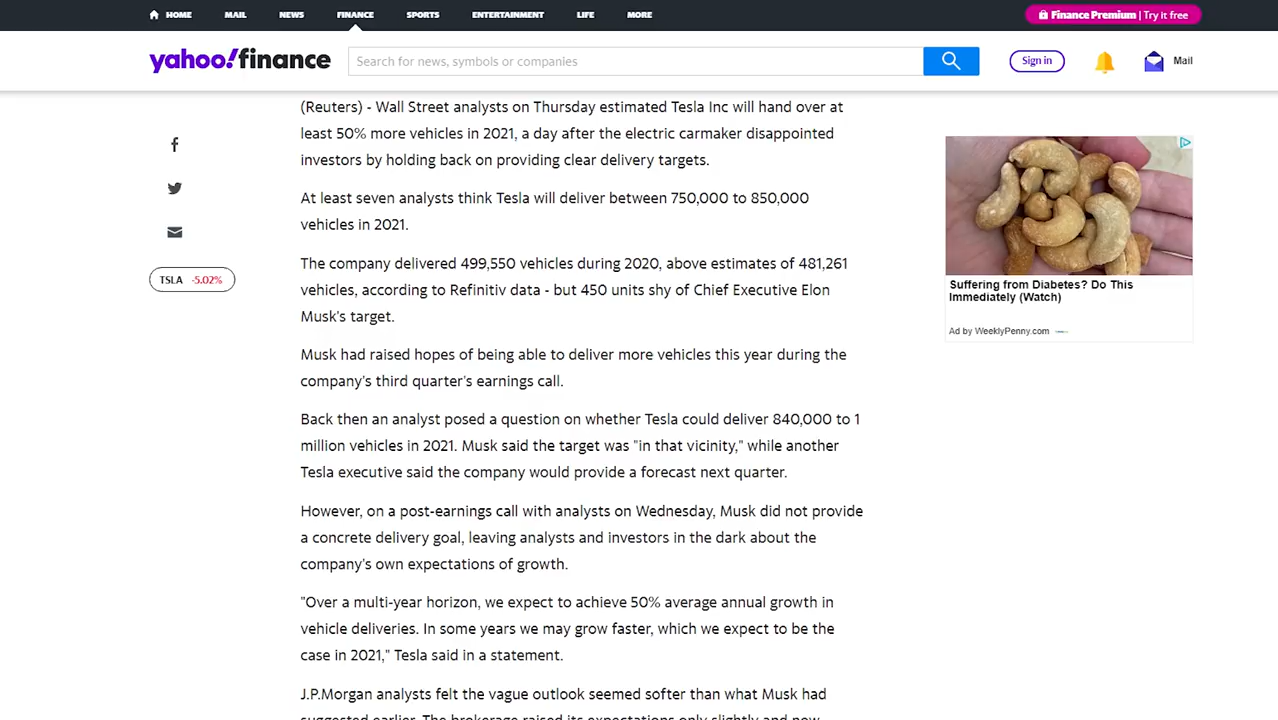 HOME MAIL NEWS FINANCE SPORTS ENTERTAINMENT LIFE MORE Finance Premium | Try it free
yahoo!finance Search for news, symbols or companies Sign in Mail
(Reuters) - Wall Street analysts on Thursday estimated Tesla Inc will hand over at
least 50% more vehicles in 2021, a day after the electric carmaker disappointed
investors by holding back on providing clear delivery targets.
At least seven analysts think Tesla will deliver between 750,000 to 850,000
vehicles in 2021.
The company delivered 499,550 vehicles during 2020, above estimates of 481,261
vehicles, according to Refinitiv data - but 450 units shy of Chief Executive Elon
Musk's target.
Musk had raised hopes of being able to deliver more vehicles this year during the
company's third quarter's earnings call.
Back then an analyst posed a question on whether Tesla could deliver 840,000 to 1
million vehicles in 2021. Musk said the target was "in that vicinity," while another
Tesla executive said the company would provide a forecast next quarter.
However, on a post-earnings call with analysts on Wednesday, Musk did not provide
a concrete delivery goal, leaving analysts and investors in the dark about the
company's own expectations of growth.
"Over a multi-year horizon, we expect to achieve 50% average annual growth in
vehicle deliveries. In some years we may grow faster, which we expect to be the
case in 2021," Tesla said in a statement.
J.P.Morgan analysts felt the vague outlook seemed softer than what Musk had
suggested earlier. The brokerage raised its expectations only slightly and now
TSLA -5.02%
Suffering from Diabetes? Do This
Immediately (Watch)
Ad by WeeklyPenny.com